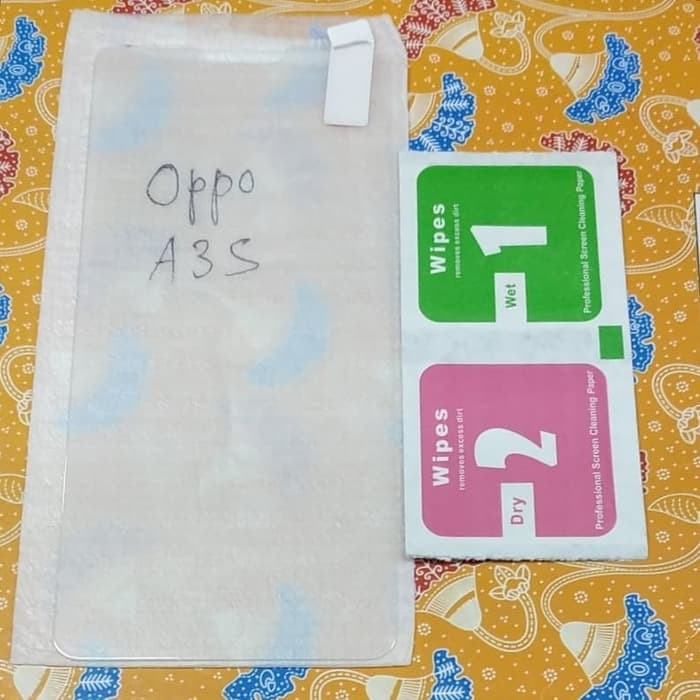 Oppo
A3S
Wipes
removes excess dirt
1
Wet
Professional Screen Cleaning Paper
Wipes
removes excess dirt
2
Dry
Professional Screen Cleaning Paper